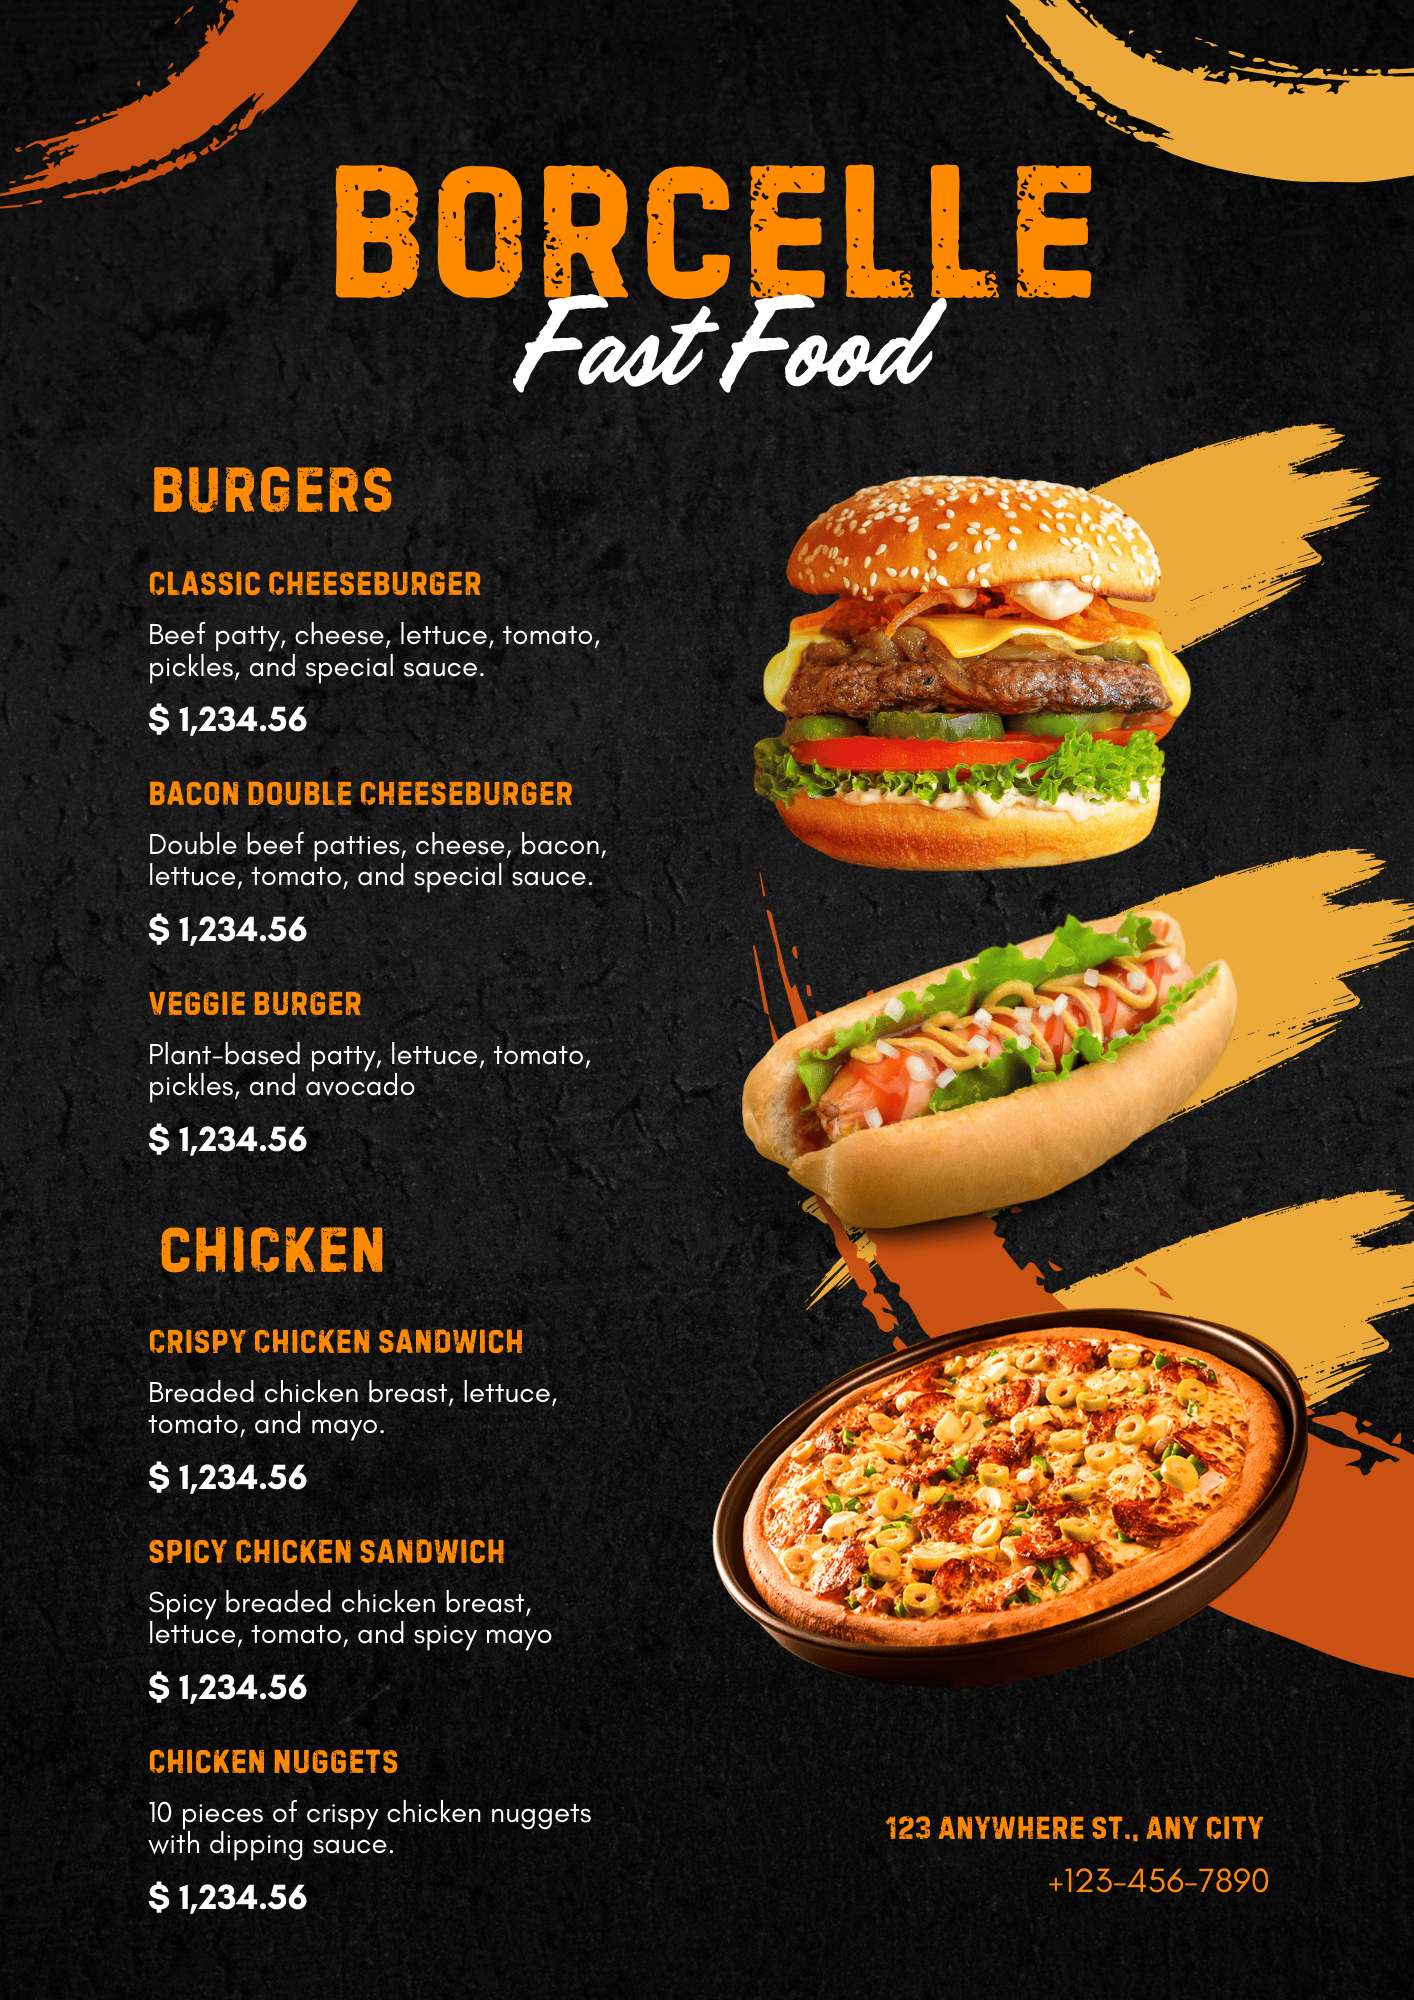 BORCELLE
Fast Food
BURGERS
CLASSIC CHEESEBURGER
Beef patty, cheese, lettuce, tomato,
pickles, and special sauce.
$ 1,234.56
BACON DOUBLE CHEESEBURGER
Double beef patties, cheese, bacon,
lettuce, tomato, and special sauce.
$ 1,234.56
VEGGIE BURGER
Plant-based patty, lettuce, tomato,
pickles, and avocado
$ 1,234.56
CHICKEN
CRISPY CHICKEN SANDWICH
Breaded chicken breast, lettuce,
tomato, and mayo.
$ 1,234.56
SPICY CHICKEN SANDWICH
Spicy breaded chicken breast,
lettuce, tomato, and spicy mayo
$ 1,234.56
CHICKEN NUGGETS
10 pieces of crispy chicken nuggets
with dipping sauce.
$ 1,234.56
123 ANYWHERE ST., ANY CITY
+123-456-7890